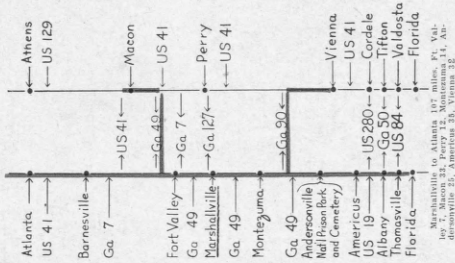 Atlanta
US 41
Barnesville
Ga 7
Fort Valley
Ga 49
Marshallville
Ga 49
Montezuma
Ga 49
Andersonville
Nat'l Prison Park
and Cemetery
Americus
US 19
Albany
Thomasville
Florida
→US 41→
→Ga 49→
→Ga 7→
Ga 127
Ga 90
US 280
Ga 50
US 84
Athens
US 129
Macon
US 41
Perry
US 41
Vienna
US 41
Cordele
Tifton
Valdosta
Florida
Marshallville to Atlanta 107 miles, Ft. Val-
ley 7, Macon 33, Perry 12, Montezuma 14, An-
dersonville 25, Americus 35, Vienna 32